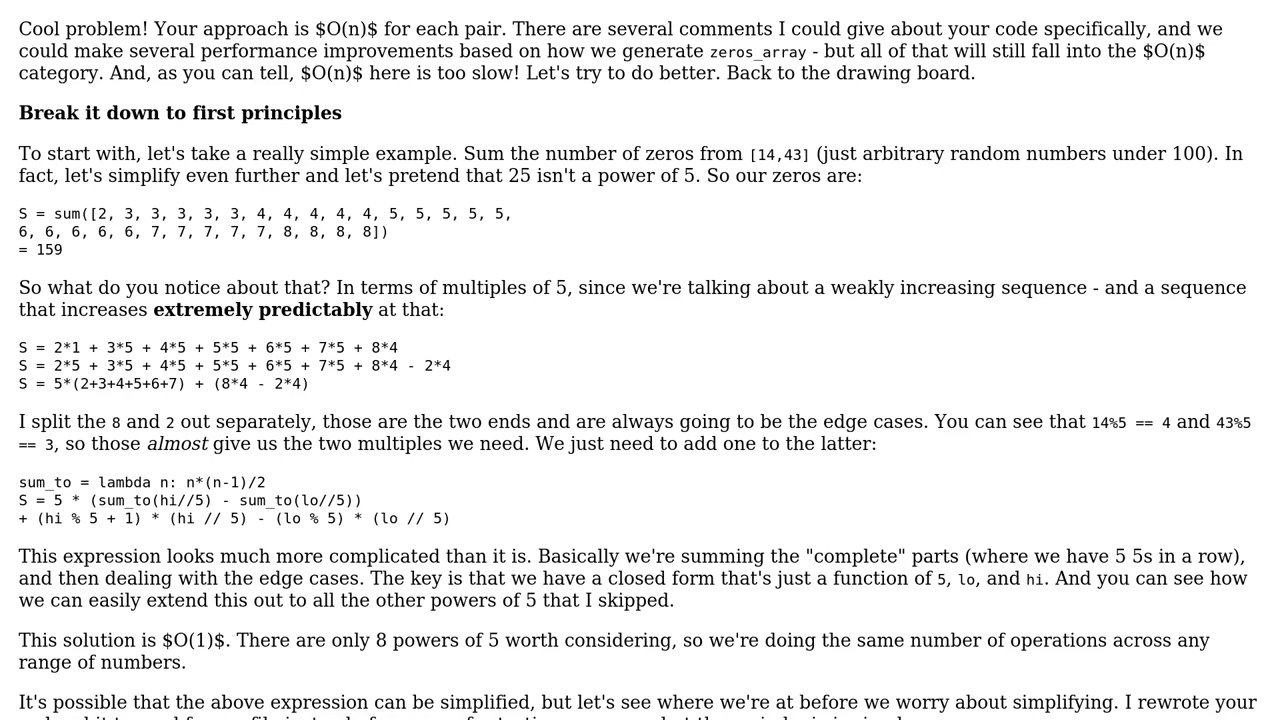 Cool problem! Your approach is $O(n)$ for each pair. There are several comments I could give about your code specifically, and we
could make several performance improvements based on how we generate zeros_array - but all of that will still fall into the $O(n)$
category. And, as you can tell, $O(n)$ here is too slow! Let's try to do better. Back to the drawing board.
Break it down to first principles
To start with, let's take a really simple example. Sum the number of zeros from [14,43] (just arbitrary random numbers under 100). In
fact, let's simplify even further and let's pretend that 25 isn't a power of 5. So our zeros are:
S = sum([2, 3, 3, 3, 3, 3, 4, 4, 4, 4, 4, 5, 5, 5, 5, 5,
6, 6, 6, 6, 6, 7, 7, 7, 7, 7, 8, 8, 8, 8])
= 159
So what do you notice about that? In terms of multiples of 5, since we're talking about a weakly increasing sequence - and a sequence
that increases extremely predictably at that:
S = 2*1 + 3*5 + 4*5 + 5*5 + 6*5 + 7*5 + 8*4
S = 2*5 + 3*5 + 4*5 + 5*5 + 6*5 + 7*5 + 8*4 - 2*4
S = 5*(2+3+4+5+6+7) + (8*4 - 2*4)
I split the 8 and 2 out separately, those are the two ends and are always going to be the edge cases. You can see that 14%5 == 4 and 43%5
== 3, so those almost give us the two multiples we need. We just need to add one to the latter:
sum_to = lambda n: n*(n-1)/2
S = 5 * (sum_to(hi//5) - sum_to(lo//5))
+ (hi % 5 + 1) * (hi // 5) - (lo % 5) * (lo // 5)
This expression looks much more complicated than it is. Basically we're summing the "complete" parts (where we have 5 5s in a row),
and then dealing with the edge cases. The key is that we have a closed form that's just a function of 5, lo, and hi. And you can see how
we can easily extend this out to all the other powers of 5 that I skipped.
This solution is $O(1)$. There are only 8 powers of 5 worth considering, so we're doing the same number of operations across any
range of numbers.
It's possible that the above expression can be simplified, but let's see where we're at before we worry about simplifying. I rewrote your